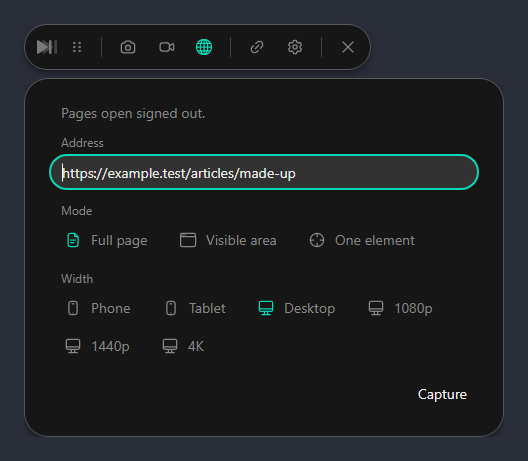 Pages open signed out.
Address
https://example.test/articles/made-up
Mode
Full page Visible area One element
Width
Phone Tablet Desktop 1080p
1440p 4K
Capture